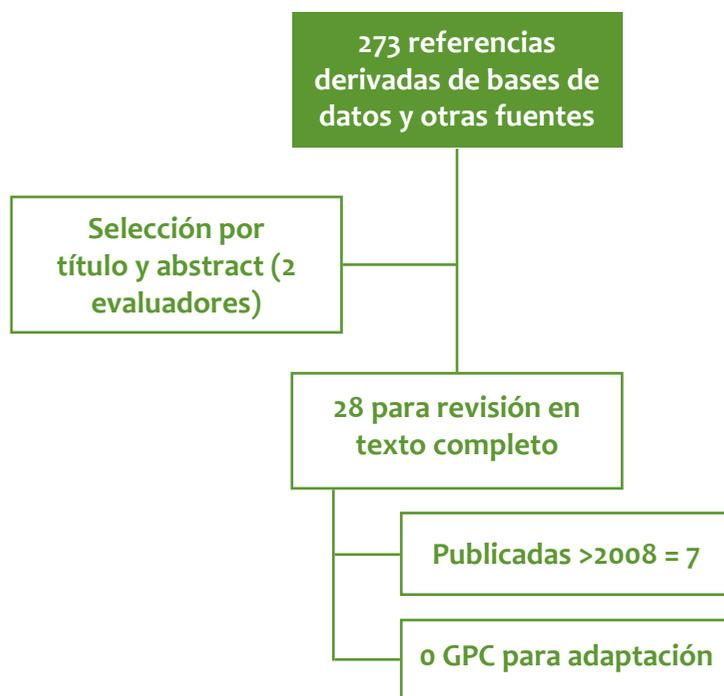 273 referencias
derivadas de bases de
datos y otras fuentes
Selección por
título y abstract (2
evaluadores)
28 para revisión en
texto completo
Publicadas >2008 = 7
0 GPC para adaptación